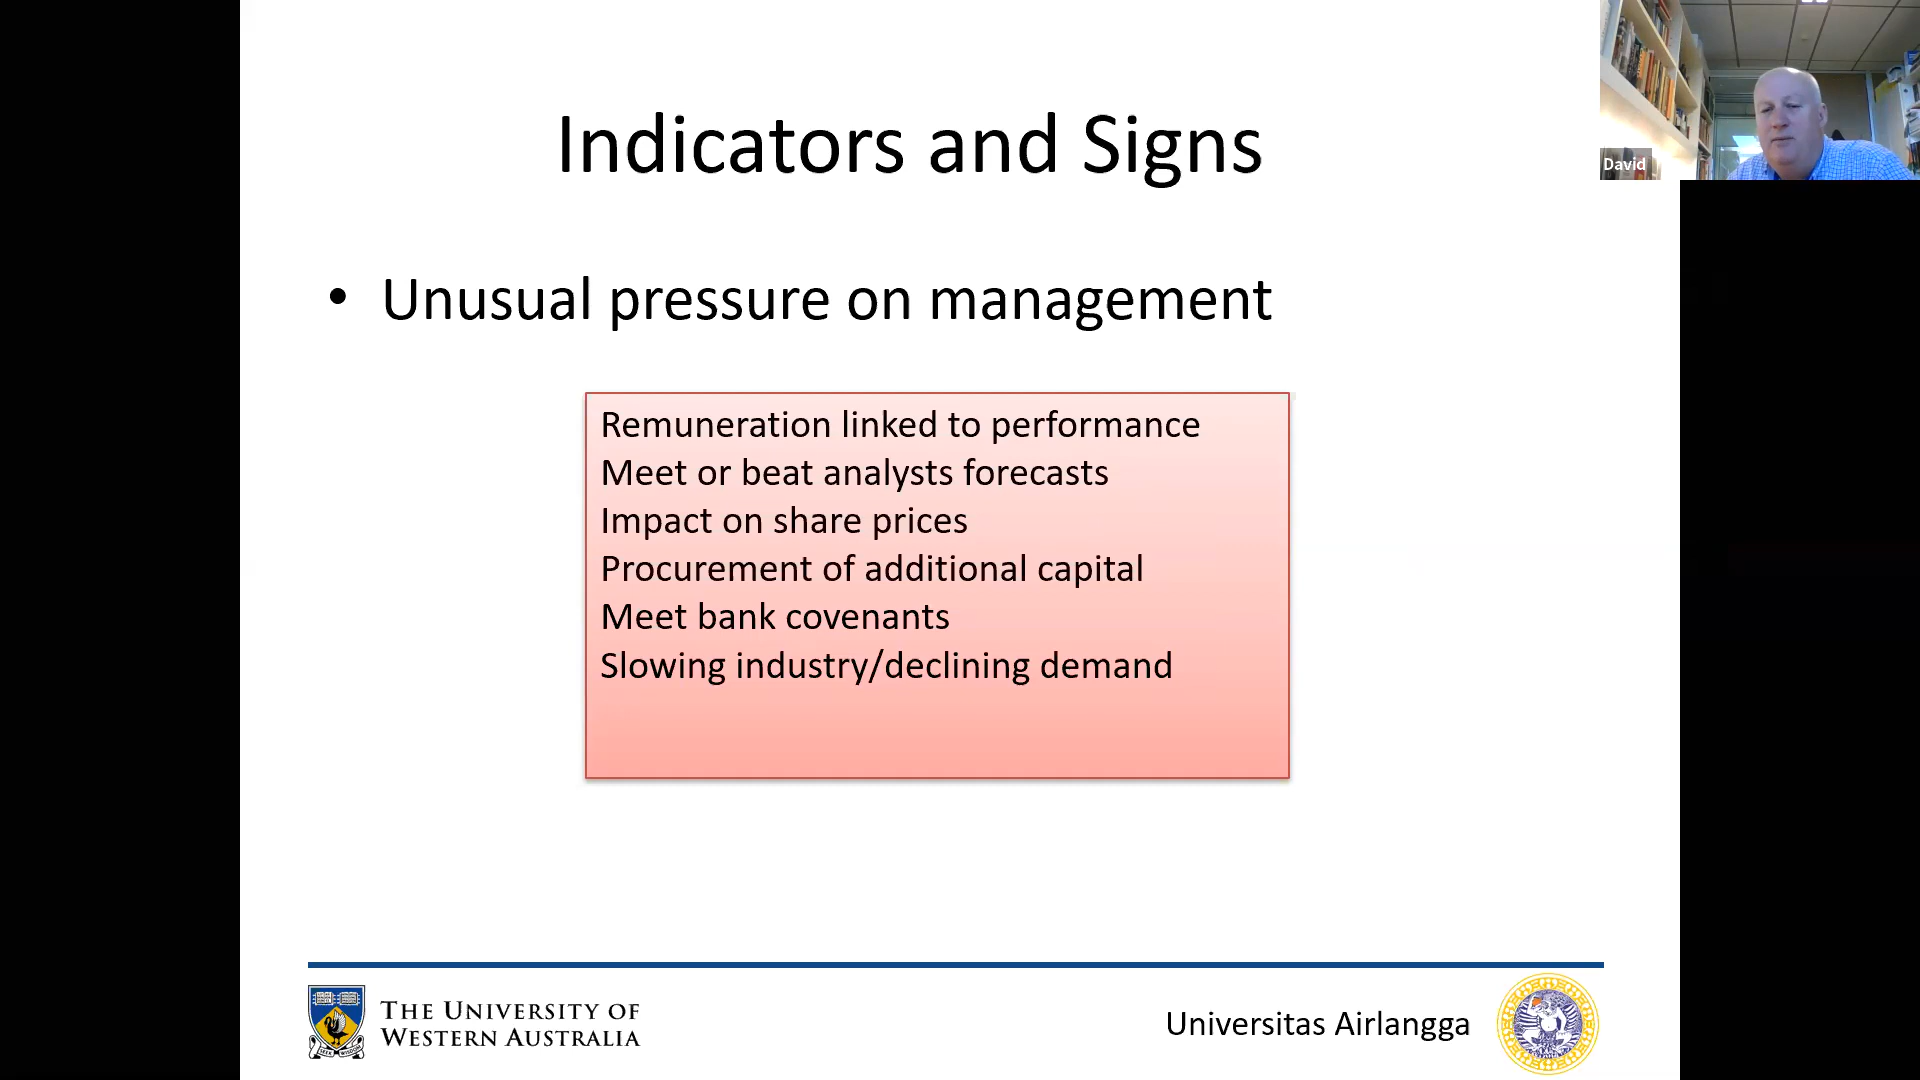 Indicators and Signs
David
• Unusual pressure on management
Remuneration linked to performance
Meet or beat analysts forecasts
Impact on share prices
Procurement of additional capital
Meet bank covenants
Slowing industry/declining demand
THE UNIVERSITY OF
WESTERN AUSTRALIA
SEEK WISDOM
Universitas Airlangga